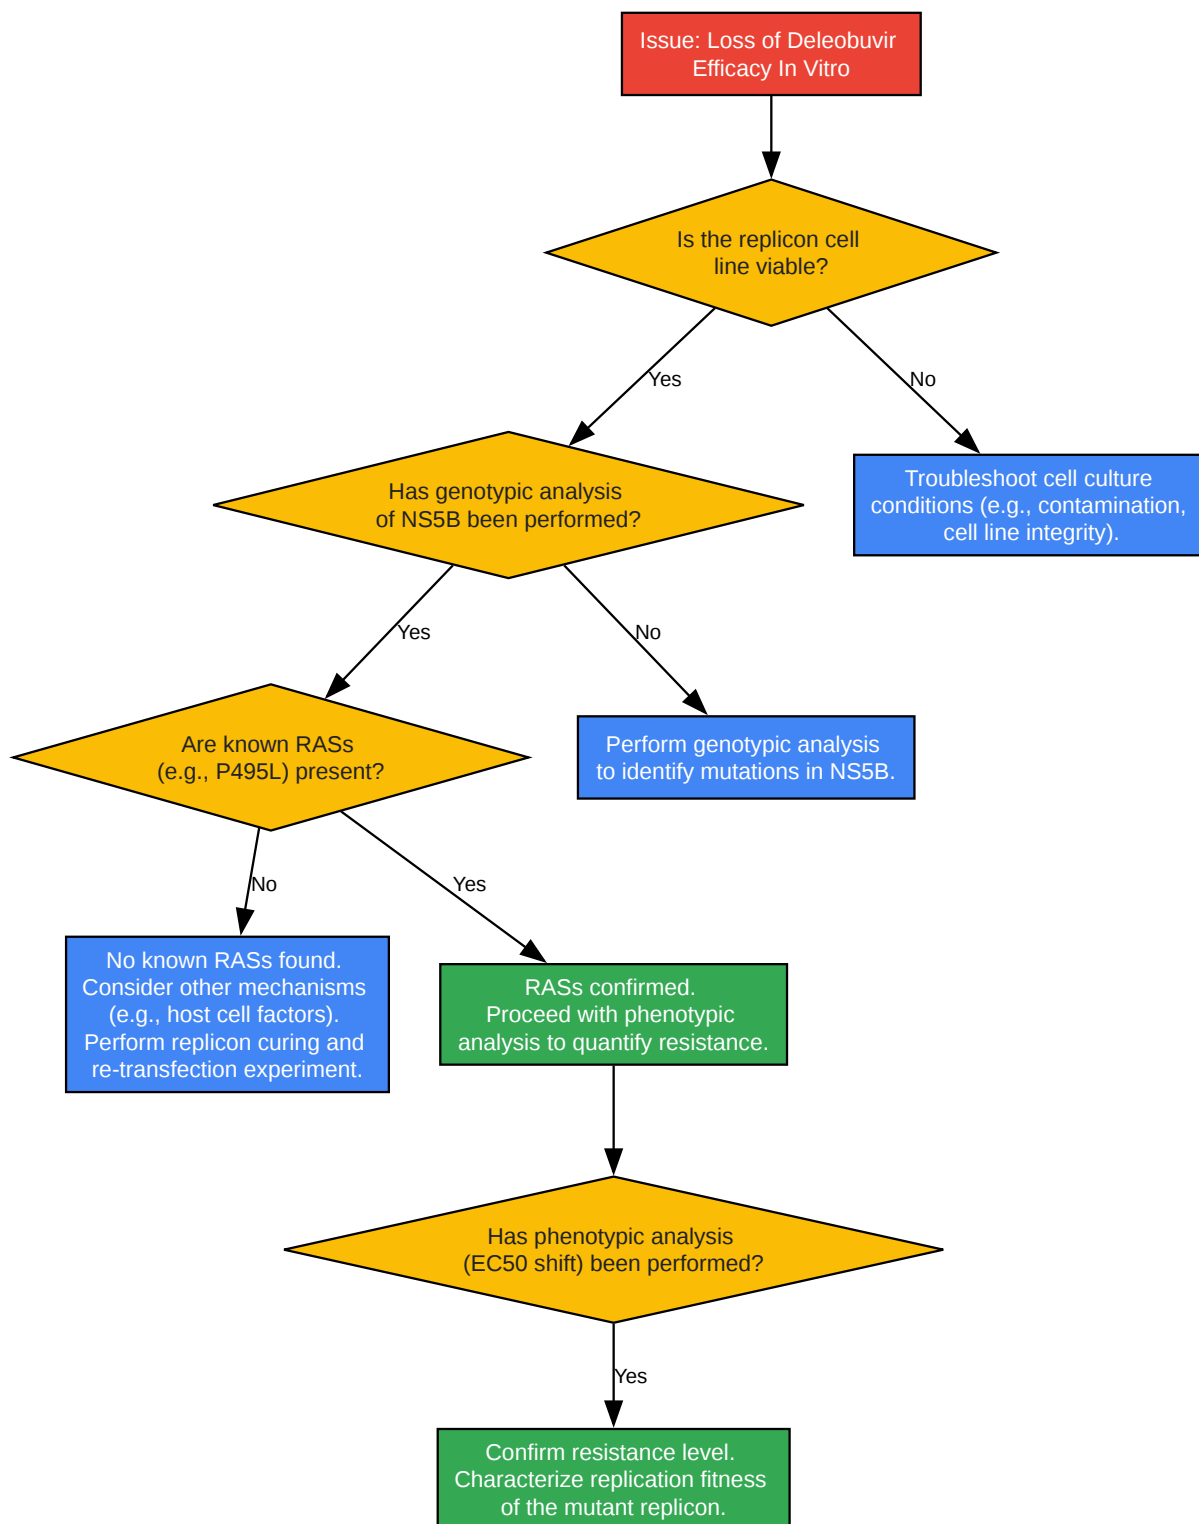 Issue: Loss of Deleobuvir
Efficacy In Vitro
Is the replicon cell
line viable?
Yes
No
Has genotypic analysis
of NS5B been performed?
Troubleshoot cell culture
conditions (e.g., contamination,
cell line integrity).
Yes
No
Are known RASs
(e.g., P495L) present?
Perform genotypic analysis
to identify mutations in NS5B.
No
Yes
No known RASs found.
Consider other mechanisms
(e.g., host cell factors).
Perform replicon curing and
re-transfection experiment.
RASs confirmed.
Proceed with phenotypic
analysis to quantify resistance.
Has phenotypic analysis
(EC50 shift) been performed?
Yes
Confirm resistance level.
Characterize replication fitness
of the mutant replicon.